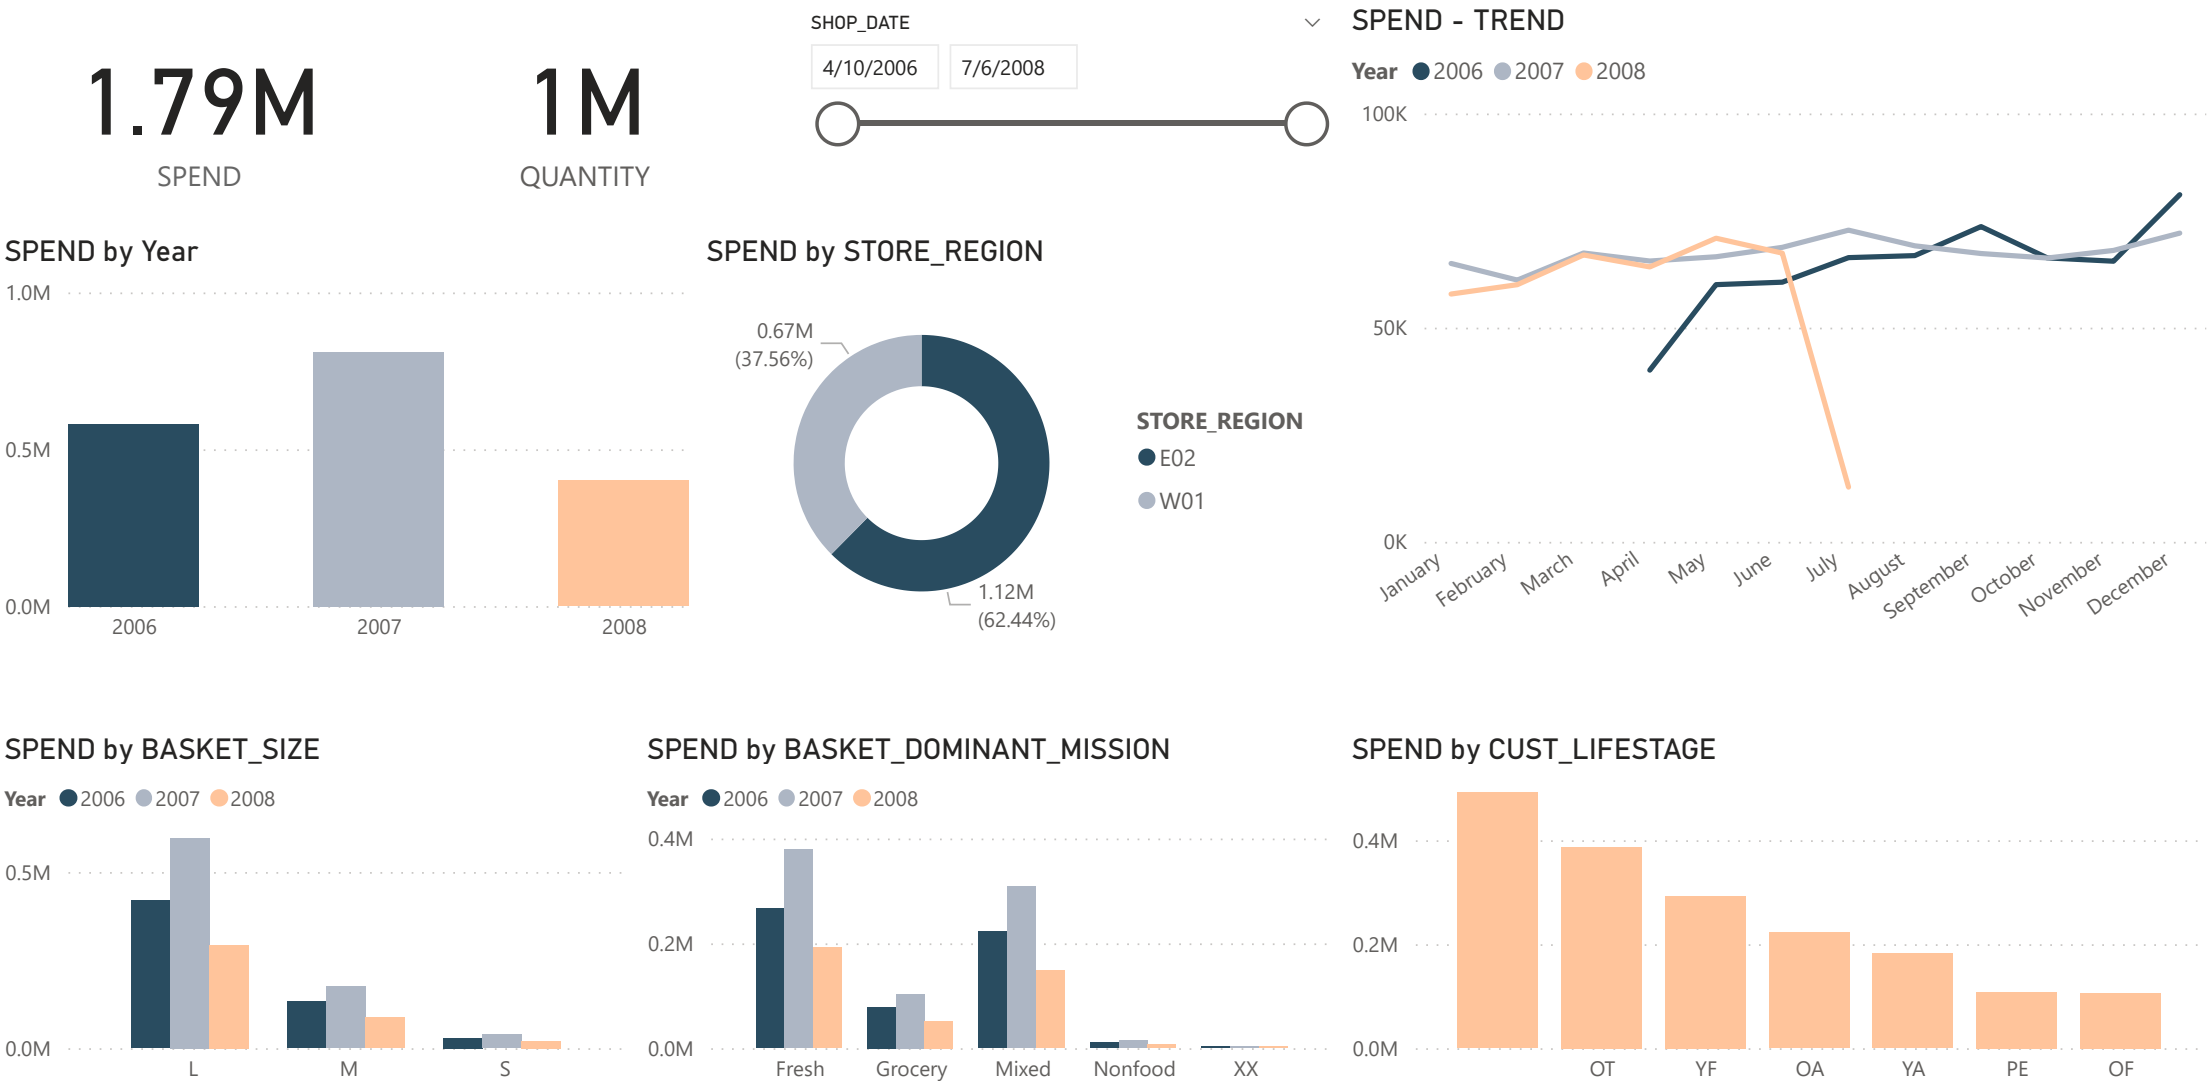 1.79M
SPEND
1M
QUANTITY
SHOP_DATE
4/10/2006 7/6/2008
SPEND - TREND
Year 2006 2007 2008
100K
50K
0K
January February March April May June July August September October November December
SPEND by Year
1.0M
0.5M
0.0M
2006 2007 2008
SPEND by STORE_REGION
0.67M
(37.56%)
1.12M
(62.44%)
STORE_REGION
E02
W01
SPEND by BASKET_SIZE
Year 2006 2007 2008
0.5M
0.0M
L M S
SPEND by BASKET_DOMINANT_MISSION
Year 2006 2007 2008
0.4M
0.2M
0.0M
Fresh Grocery Mixed Nonfood XX
SPEND by CUST_LIFESTAGE
0.4M
0.2M
0.0M
OT YF OA YA PE OF